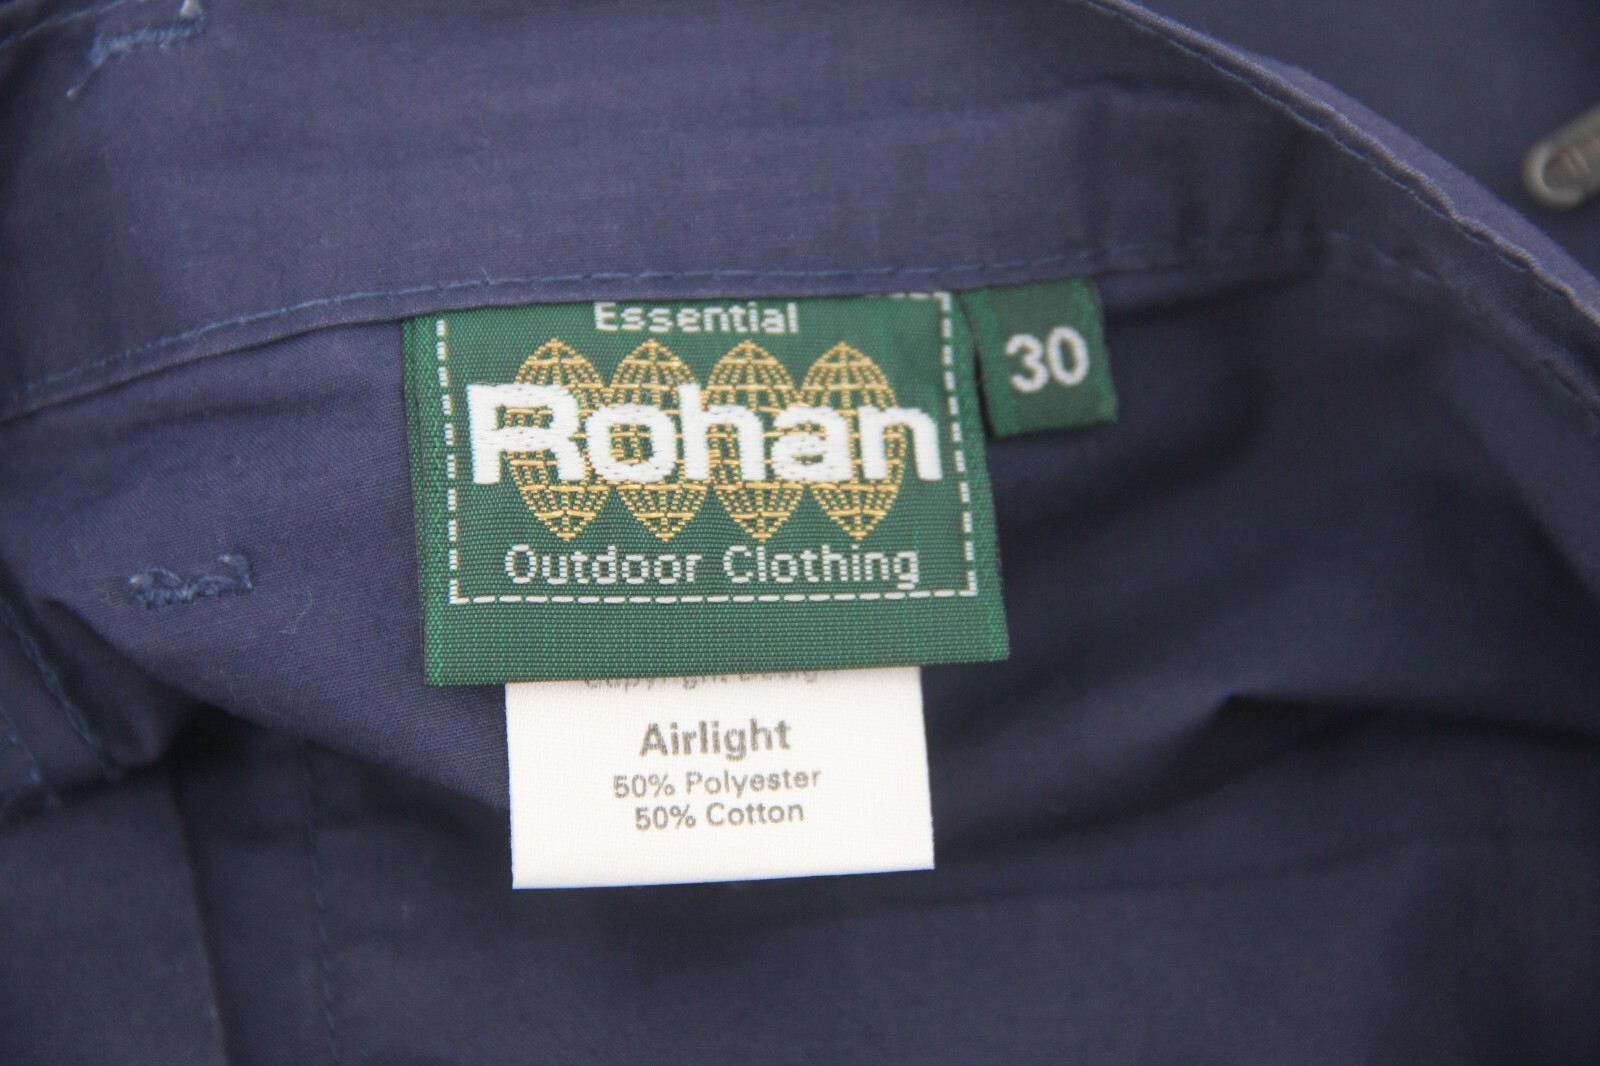 Essential
Rohan
Outdoor Clothing
30
Airlight
50% Polyester
50% Cotton